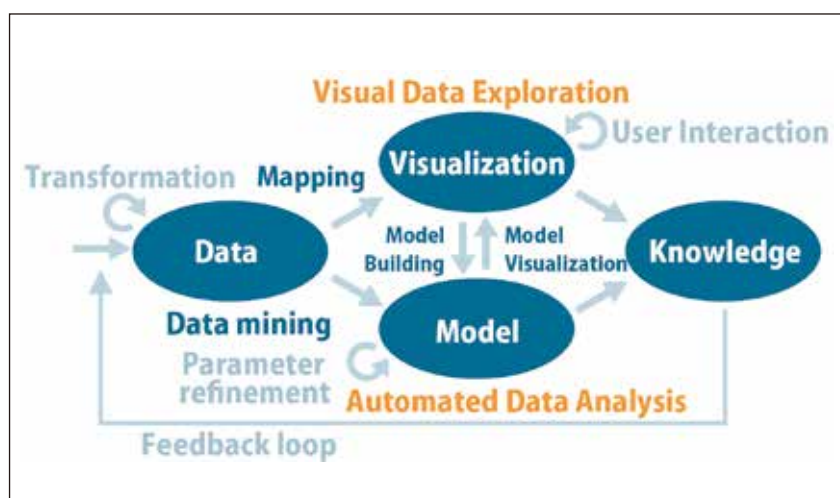 Visual Data Exploration
User Interaction
Visualization
Transformation
Mapping
Data
Model
Building
Model
Visualization
Knowledge
Data mining
Model
Parameter
refinement
Automated Data Analysis
Feedback loop